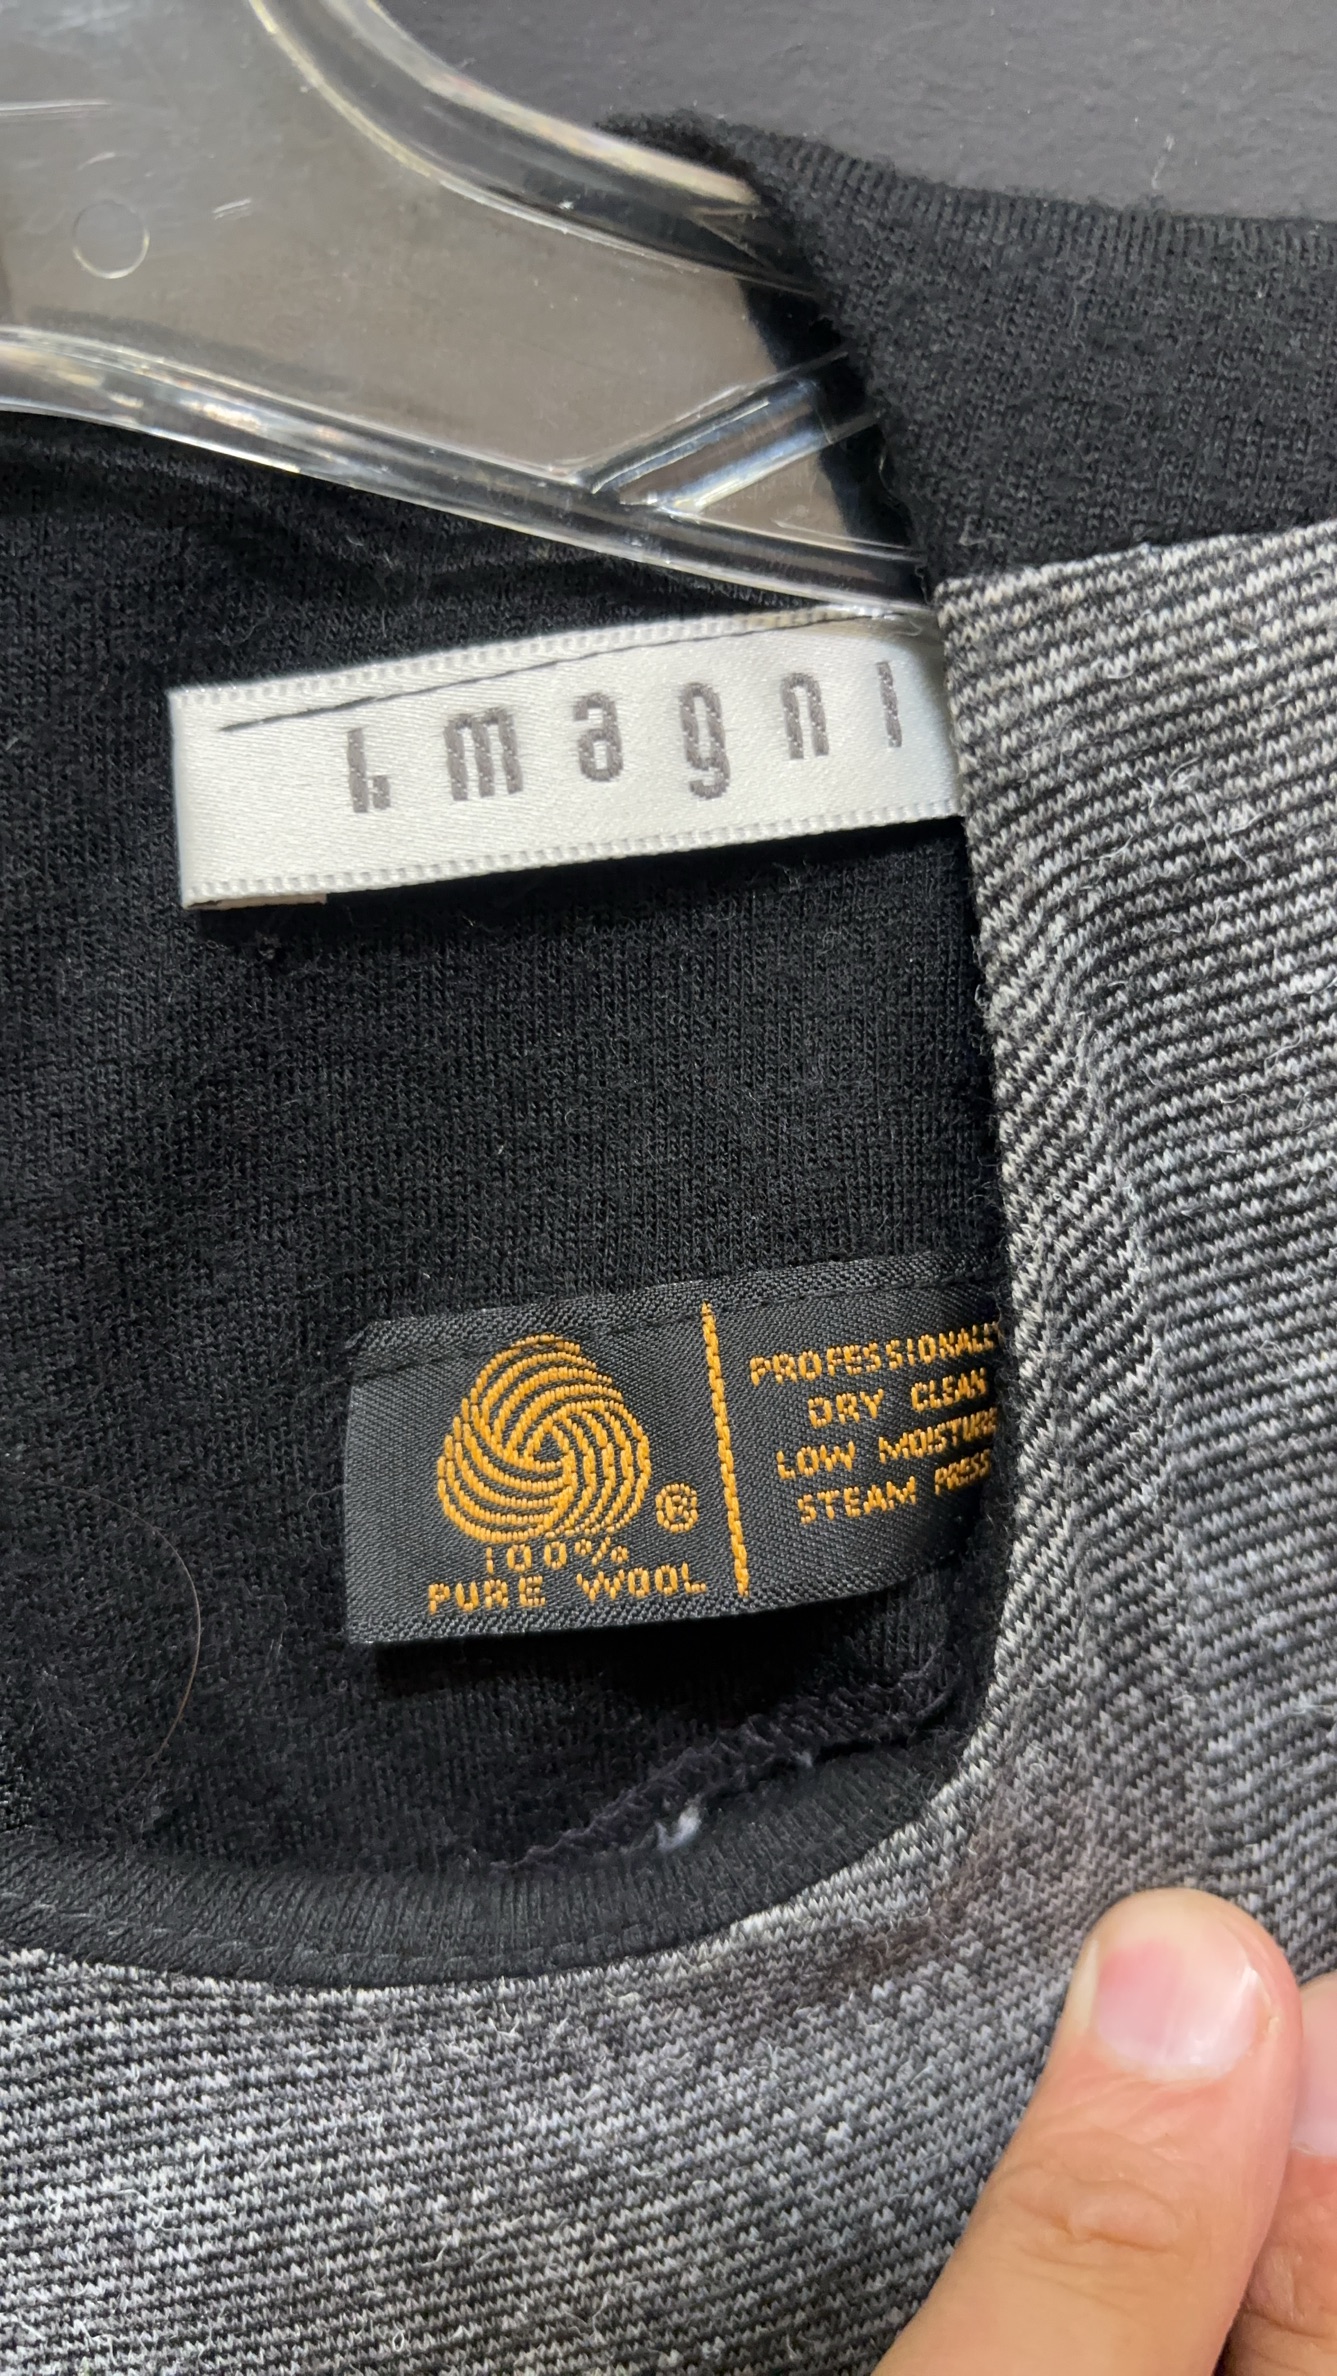 I.magni
®
100%
PURE WOOL
PROFESSIONALLY
DRY CLEAN
LOW MOISTURE
STEAM PRESS